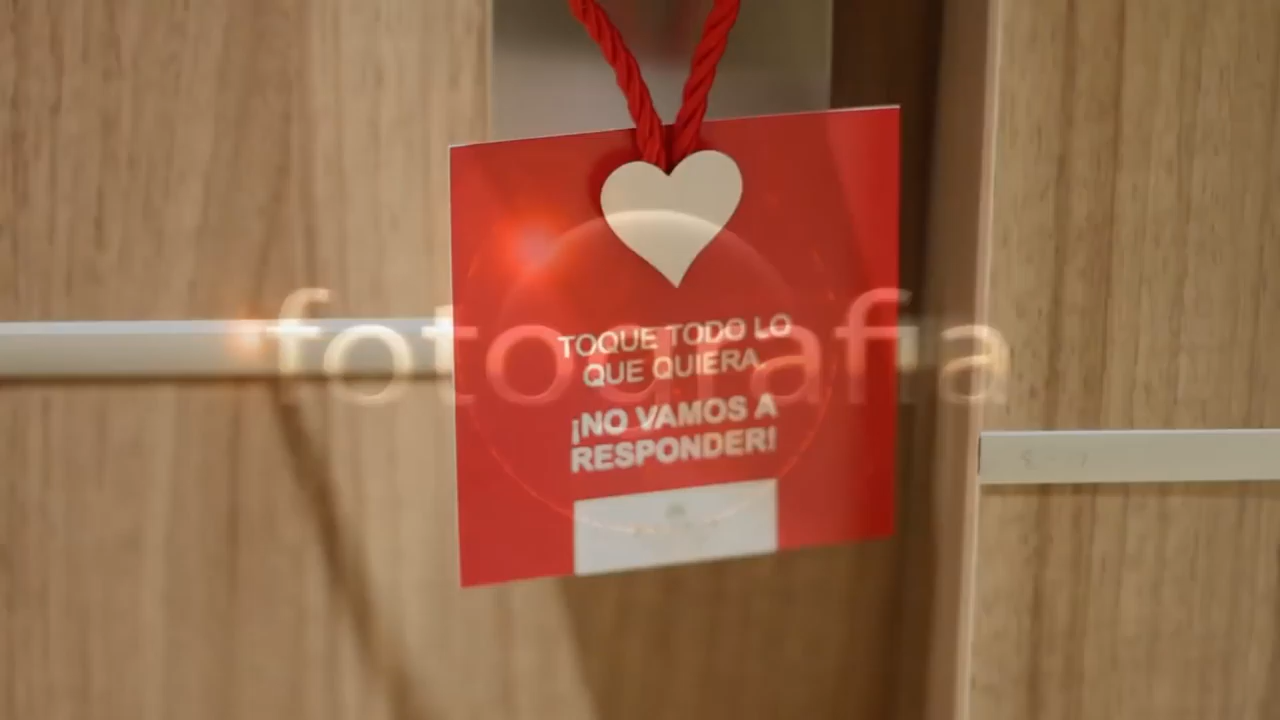 TOQUE TODO LO
QUE QUIERA.
¡NO VAMOS A
RESPONDER!
fotografia